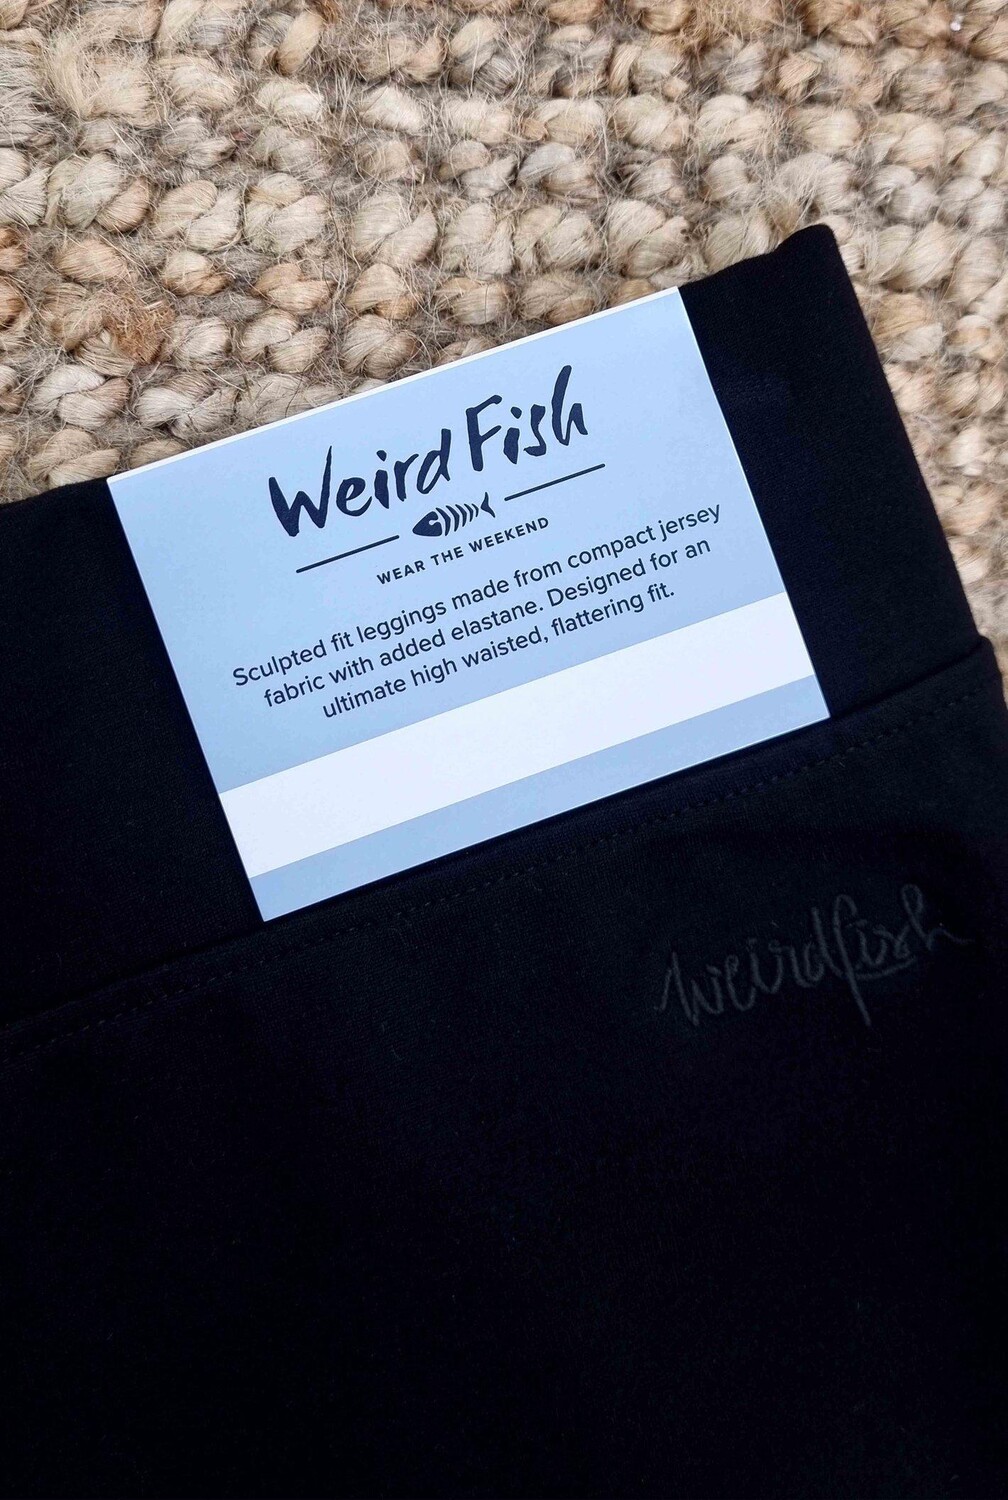 Weird Fish
WEAR THE WEEKEND
Sculpted fit leggings made from compact jersey
fabric with added elastane. Designed for an
ultimate high waisted, flattering fit.
weirdfish